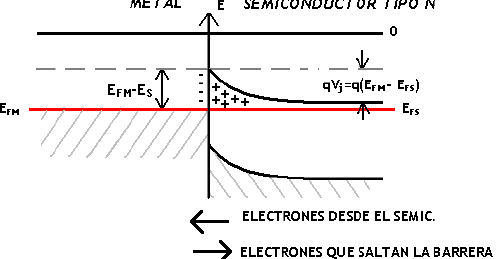 METAL E SEMICONDUCTOR TIPO N
0
EFM-ES
qVj=q(EFM- EFS)
EFM
EFS
ELECTRONES DESDE EL SEMIC.
ELECTRONES QUE SALTAN LA BARRERA